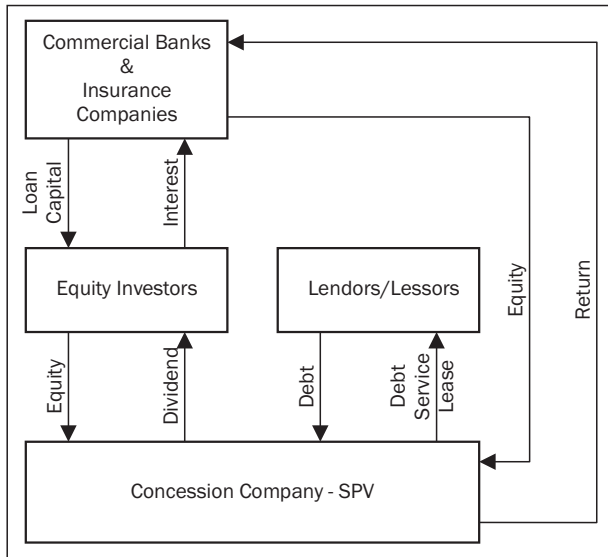 Commercial Banks
&
Insurance
Companies
Loan
Capital
Interest
Equity
Return
Equity Investors
Lendors/Lessors
Equity
Dividend
Debt
Debt
Service
Lease
Concession Company - SPV